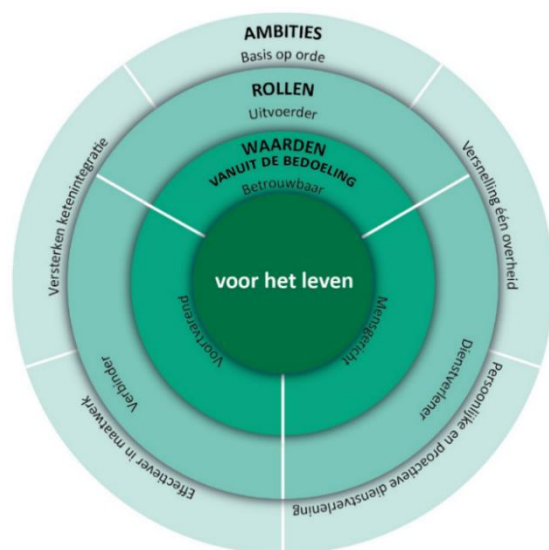 AMBITIES
Basis op orde
ROLLEN
Uitvoerder
WAARDEN
VANUIT DE BEDOELING
Betrouwbaar
voor het leven
Mensgericht
Voortvarend
Dienstverlener
Verbinder
Versnelling één overheid
Persoonlijke en proactieve dienstverlening
Effectiever in maatwerk
Versterken ketenintegratie